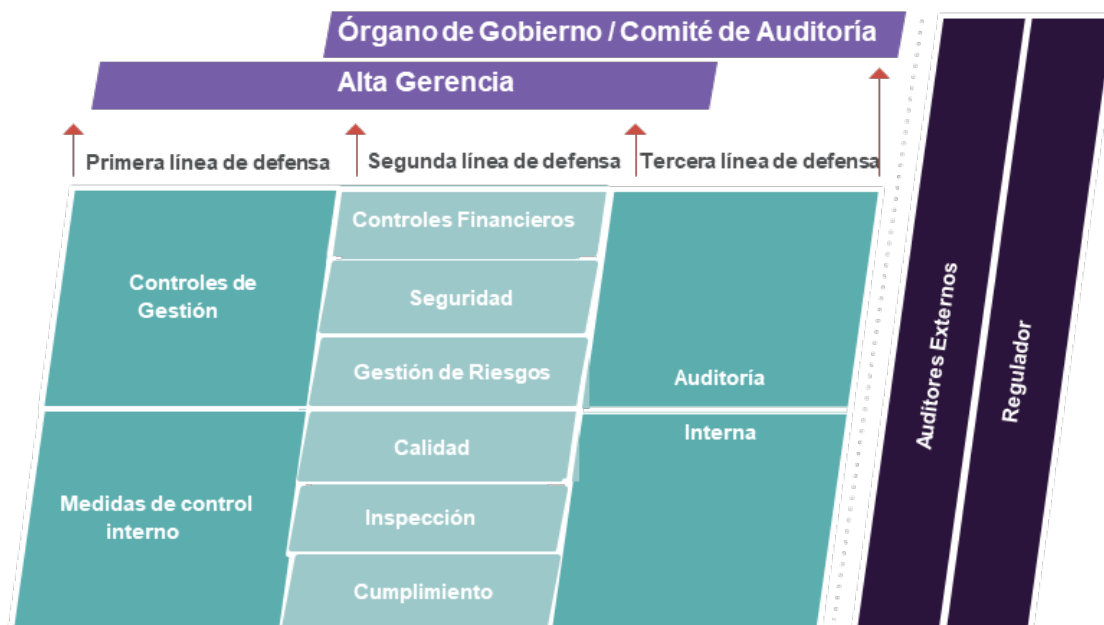 Órgano de Gobierno / Comité de Auditoría
Alta Gerencia
Primera línea de defensa
Segunda línea de defensa
Tercera línea de defensa
Controles de
Gestión
Medidas de control
interno
Controles Financieros
Seguridad
Gestión de Riesgos
Calidad
Inspección
Cumplimiento
Auditoría
Interna
Auditores Externos
Regulador